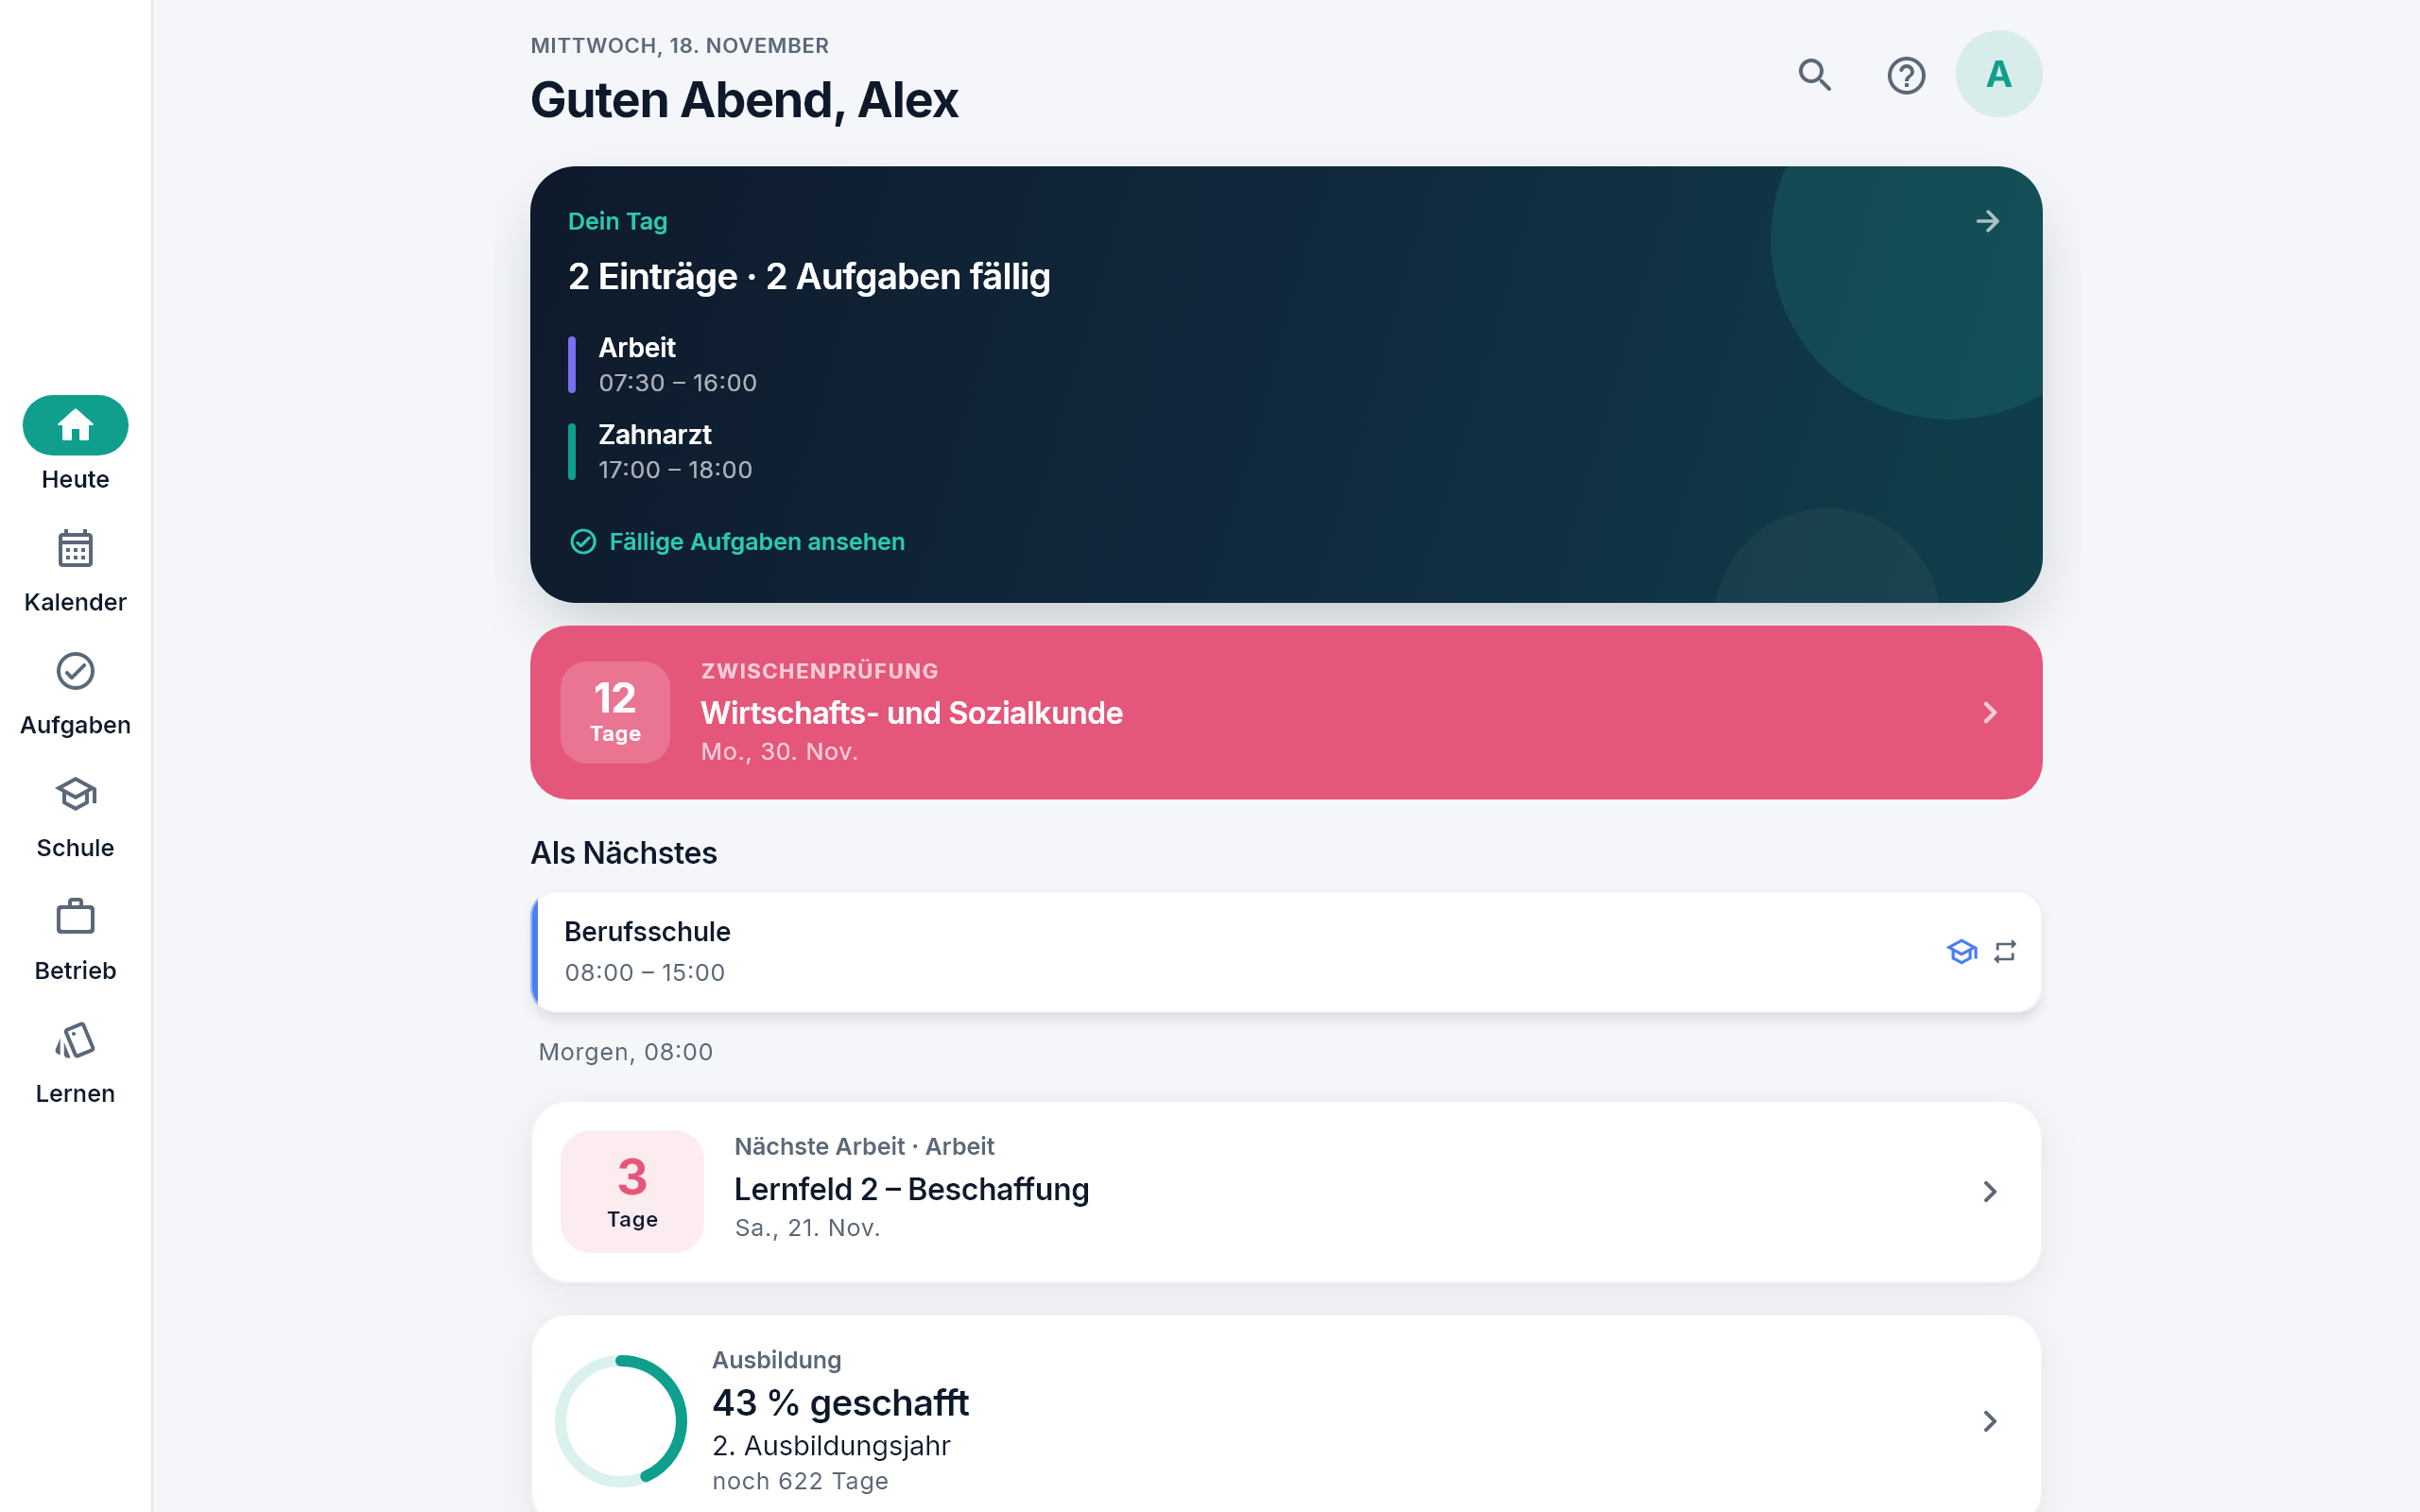 MITTWOCH, 18. NOVEMBER
Guten Abend, Alex
A
Dein Tag
2 Einträge · 2 Aufgaben fällig
Arbeit
07:30 – 16:00
Zahnarzt
17:00 – 18:00
Fällige Aufgaben ansehen
Heute
Kalender
Aufgaben
Schule
Betrieb
Lernen
12
Tage
ZWISCHENPRÜFUNG
Wirtschafts- und Sozialkunde
Mo., 30. Nov.
Als Nächstes
Berufsschule
08:00 – 15:00
Morgen, 08:00
3
Tage
Nächste Arbeit · Arbeit
Lernfeld 2 – Beschaffung
Sa., 21. Nov.
Ausbildung
43 % geschafft
2. Ausbildungsjahr
noch 622 Tage